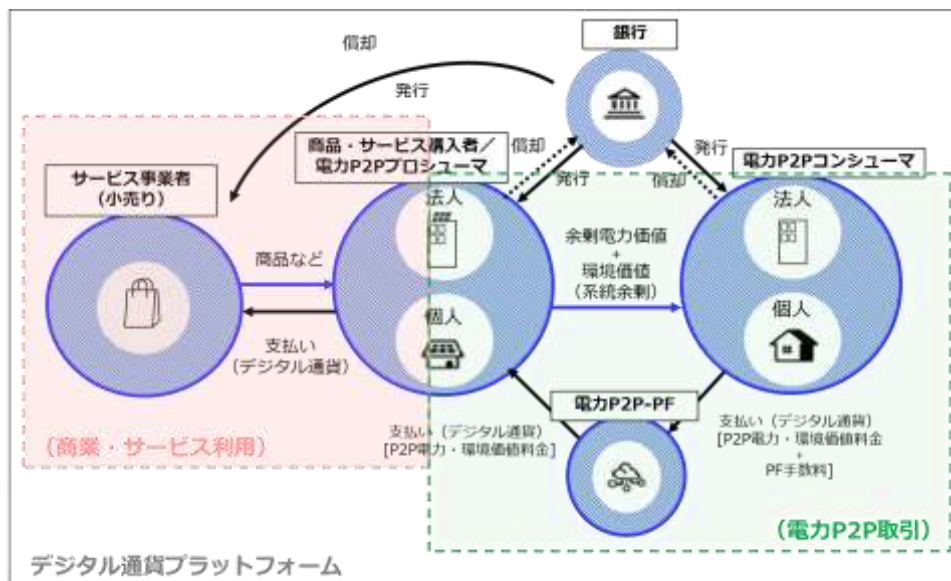 銀行
償却
発行
商品・サービス購入者／
電力P2Pプロシューマ
償却
発行
発行
償却
電力P2Pコンシューマ
サービス事業者
(小売り)
法人
個人
法人
個人
商品など
支払い
(デジタル通貨)
余剰電力価値
+
環境価値
(系統余剰)
電力P2P-PF
支払い（デジタル通貨）
[P2P電力・環境価値料金]
支払い（デジタル通貨）
[P2P電力・環境価値料金
+
PF手数料]
（商業・サービス利用）
（電力P2P取引）
デジタル通貨プラットフォーム